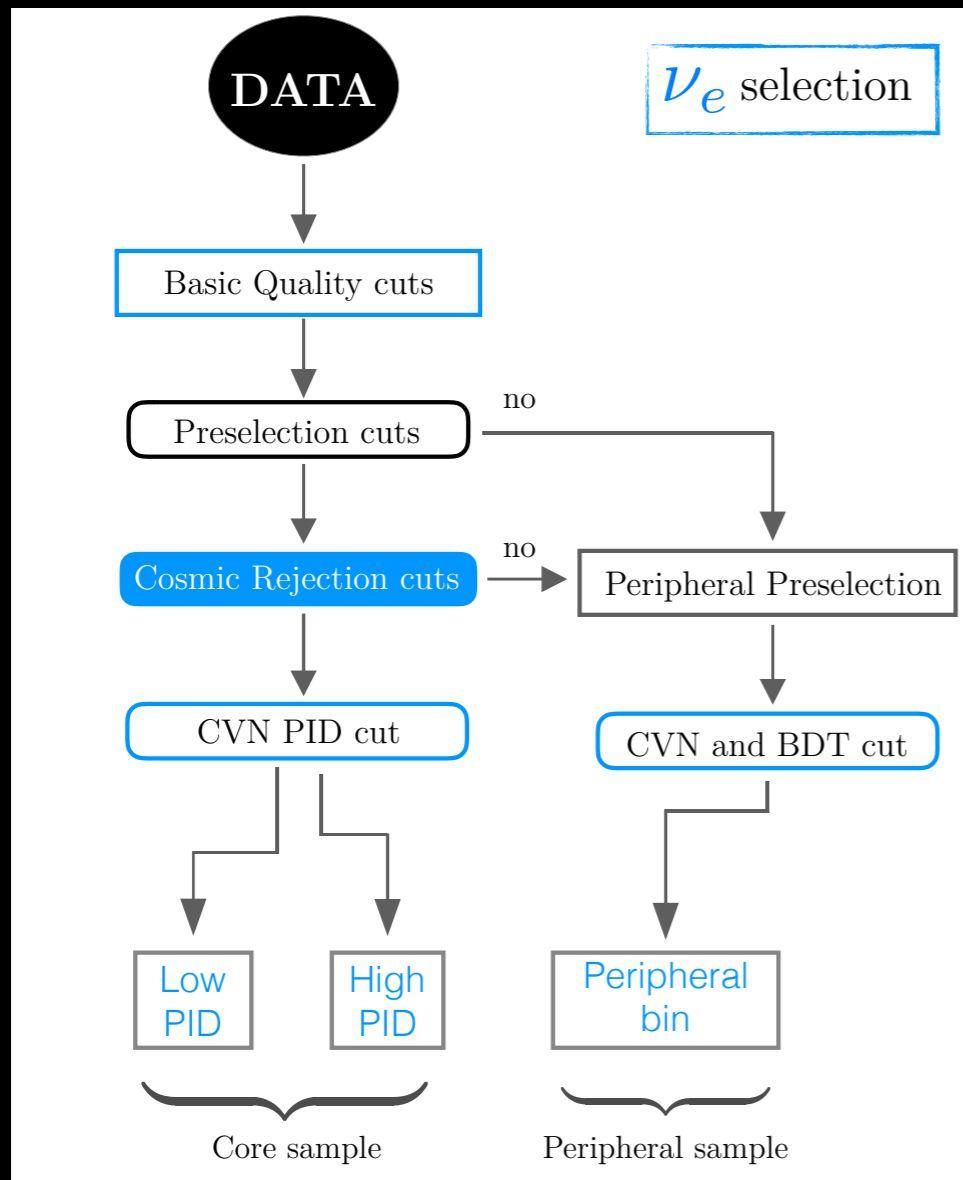 DATA
νe selection
Basic Quality cuts
Preselection cuts
no
Cosmic Rejection cuts
no
Peripheral Preselection
CVN PID cut
CVN and BDT cut
Low
PID
High
PID
Peripheral
bin
Core sample
Peripheral sample